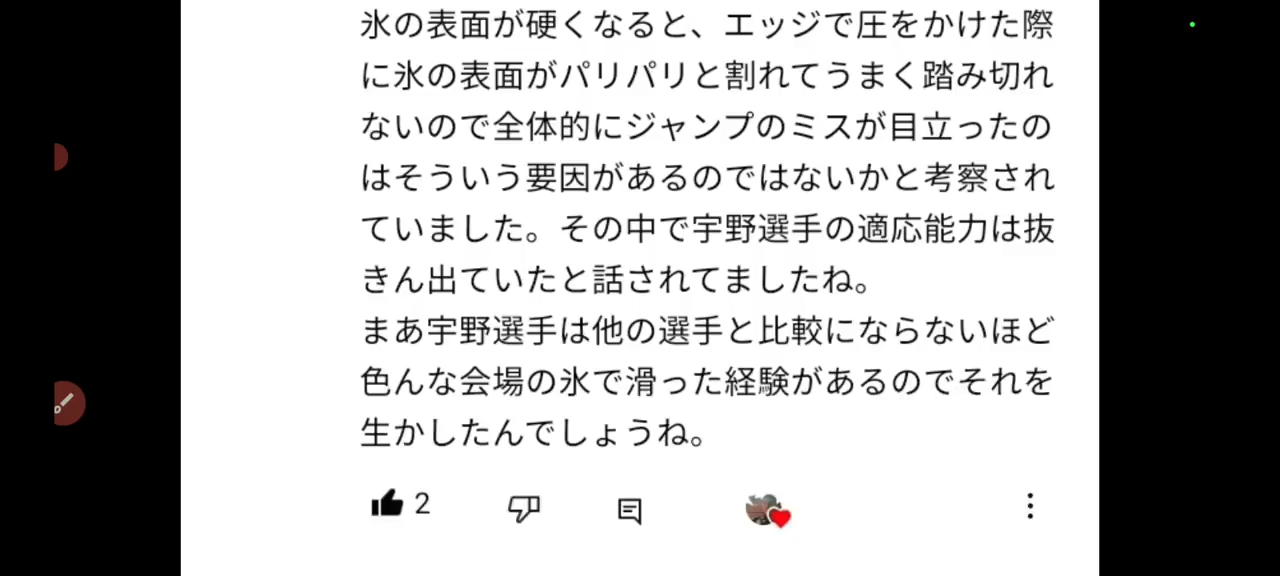 氷の表面が硬くなると、エッジで圧をかけた際
に氷の表面がパリパリと割れてうまく踏み切れ
ないので全体的にジャンプのミスが目立ったの
はそういう要因があるのではないかと考察され
ていました。その中で宇野選手の適応能力は抜
きん出ていたと話されてましたね。
まあ宇野選手は他の選手と比較にならないほど
色んな会場の氷で滑った経験があるのでそれを
生かしたんでしょうね。
2